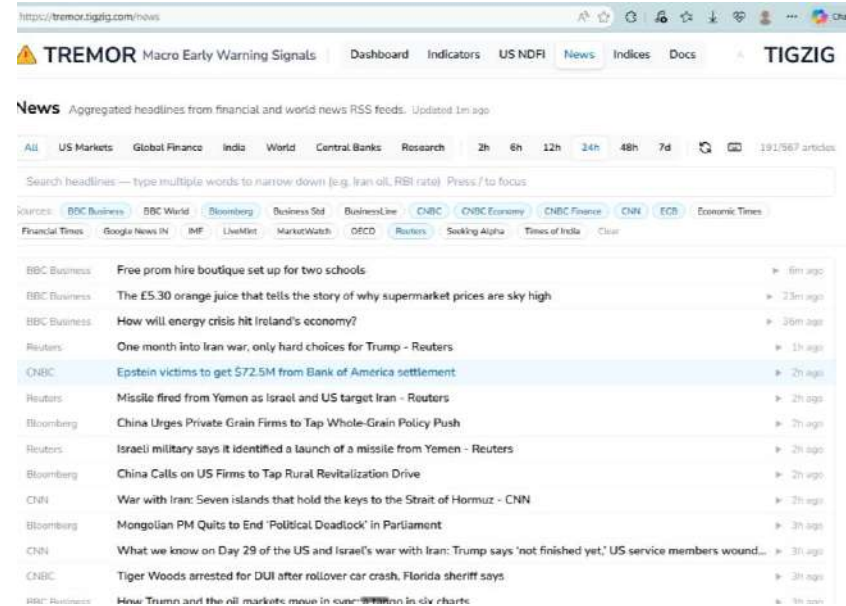 https://tremor.tigzig.com/news
TREMOR Macro Early Warning Signals Dashboard Indicators US NDFI News Indices Docs TIGZIG
News Aggregated headlines from financial and world news RSS feeds. Updated 1m ago
All US Markets Global Finance India World Central Banks Research 2h 6h 12h 24h 48h 7d 191/567 articles
Search headlines — type multiple words to narrow down (e.g. Iran oil, RBI rate) Press / to focus
Sources: BBC Business BBC World Bloomberg Business Std BusinessLine CNBC CNBC Economy CNBC Finance CNN ECB Economic Times
Financial Times Google News IN IMF LiveMint MarketWatch OECD Reuters Seeking Alpha Times of India Clear
BBC Business Free prom hire boutique set up for two schools 6m ago
BBC Business The £5.30 orange juice that tells the story of why supermarket prices are sky high 23m ago
BBC Business How will energy crisis hit Ireland's economy? 36m ago
Reuters One month into Iran war, only hard choices for Trump - Reuters 1h ago
CNBC Epstein victims to get $72.5M from Bank of America settlement 2h ago
Reuters Missile fired from Yemen as Israel and US target Iran - Reuters 2h ago
Bloomberg China Urges Private Grain Firms to Tap Whole-Grain Policy Push 2h ago
Reuters Israeli military says it identified a launch of a missile from Yemen - Reuters 2h ago
Bloomberg China Calls on US Firms to Tap Rural Revitalization Drive 2h ago
CNN War with Iran: Seven islands that hold the keys to the Strait of Hormuz - CNN 2h ago
Bloomberg Mongolian PM Quits to End 'Political Deadlock' in Parliament 3h ago
CNN What we know on Day 29 of the US and Israel's war with Iran: Trump says 'not finished yet,' US service members wound... 3h ago
CNBC Tiger Woods arrested for DUI after rollover car crash, Florida sheriff says 3h ago
BBC Business How Trump and the oil markets move in sync: in six charts 3h ago